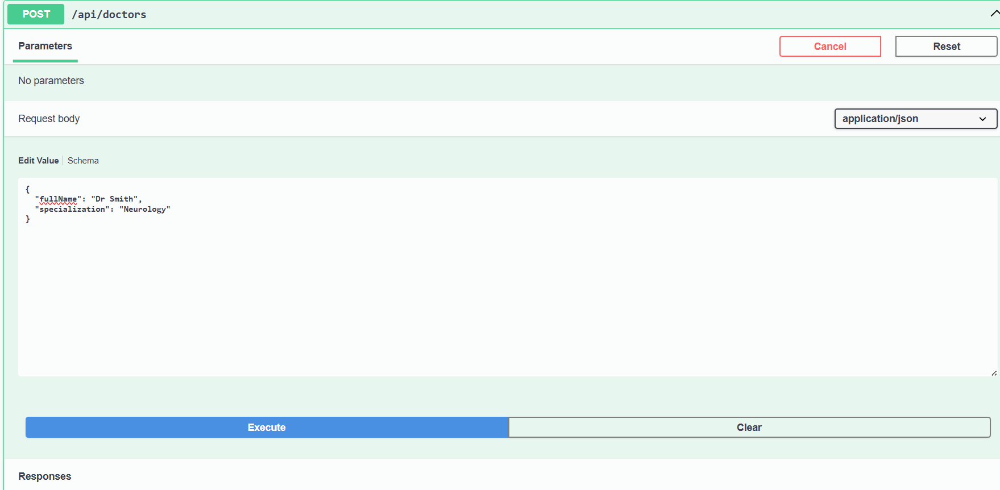 POST /api/doctors
Parameters
Cancel
Reset
No parameters
Request body
application/json
Edit Value Schema
{
  "fullName": "Dr Smith",
  "specialization": "Neurology"
}
Execute
Clear
Responses